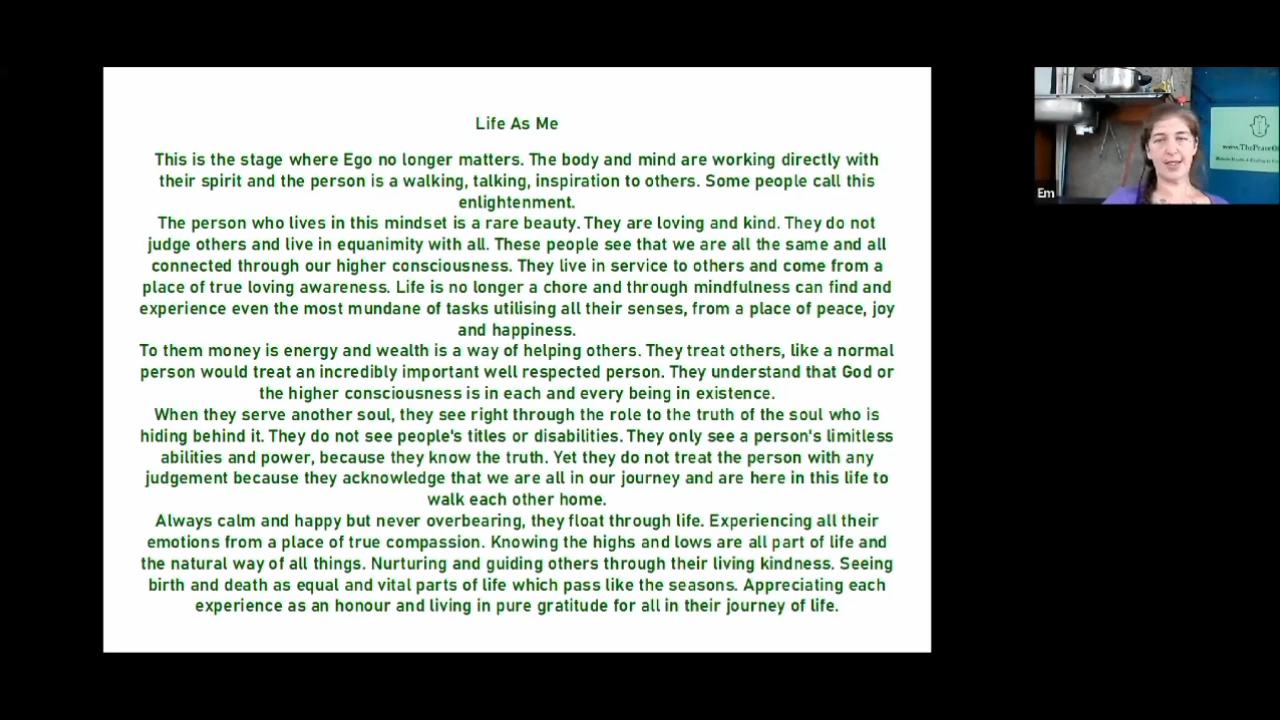 Life As Me
This is the stage where Ego no longer matters. The body and mind are working directly with
their spirit and the person is a walking, talking, inspiration to others. Some people call this
enlightenment.
The person who lives in this mindset is a rare beauty. They are loving and kind. They do not
judge others and live in equanimity with all. These people see that we are all the same and all
connected through our higher consciousness. They live in service to others and come from a
place of true loving awareness. Life is no longer a chore and through mindfulness can find and
experience even the most mundane of tasks utilising all their senses, from a place of peace, joy
and happiness.
To them money is energy and wealth is a way of helping others. They treat others, like a normal
person would treat an incredibly important well respected person. They understand that God or
the higher consciousness is in each and every being in existence.
When they serve another soul, they see right through the role to the truth of the soul who is
hiding behind it. They do not see people's titles or disabilities. They only see a person's limitless
abilities and power, because they know the truth. Yet they do not treat the person with any
judgement because they acknowledge that we are all in our journey and are here in this life to
walk each other home.
Always calm and happy but never overbearing, they float through life. Experiencing all their
emotions from a place of true compassion. Knowing the highs and lows are all part of life and
the natural way of all things. Nurturing and guiding others through their living kindness. Seeing
birth and death as equal and vital parts of life which pass like the seasons. Appreciating each
experience as an honour and living in pure gratitude for all in their journey of life.
Em